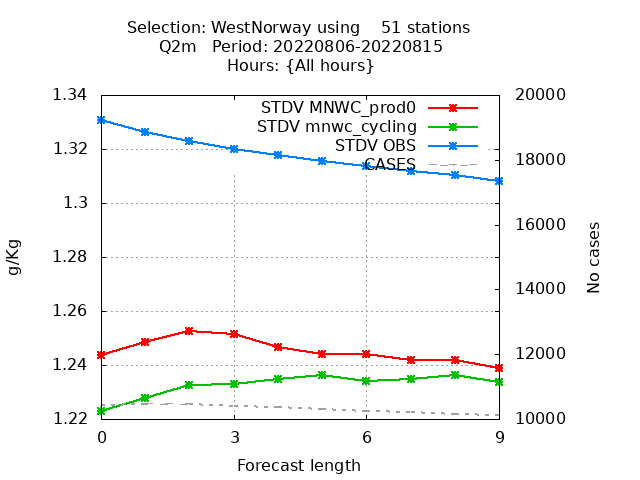 Selection: WestNorway using    51 stations
Q2m   Period: 20220806-20220815
Hours: {All hours}
1.34
20000
STDV MNWC_prod0
STDV mnwc_cycling
STDV OBS
CASES
1.32
18000
1.3
16000
1.28
14000
1.26
12000
1.24
1.22
10000
g/Kg
No cases
0
3
6
9
Forecast length